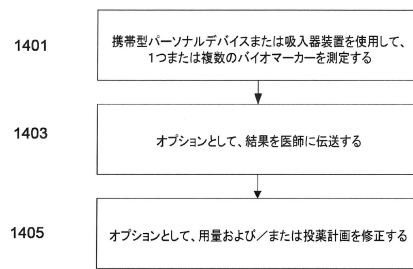 1401
携帯型パーソナルデバイスまたは吸入器装置を使用して、
1つまたは複数のバイオマーカーを測定する
1403
オプションとして、結果を医師に伝送する
1405
オプションとして、用量および／または投薬計画を修正する